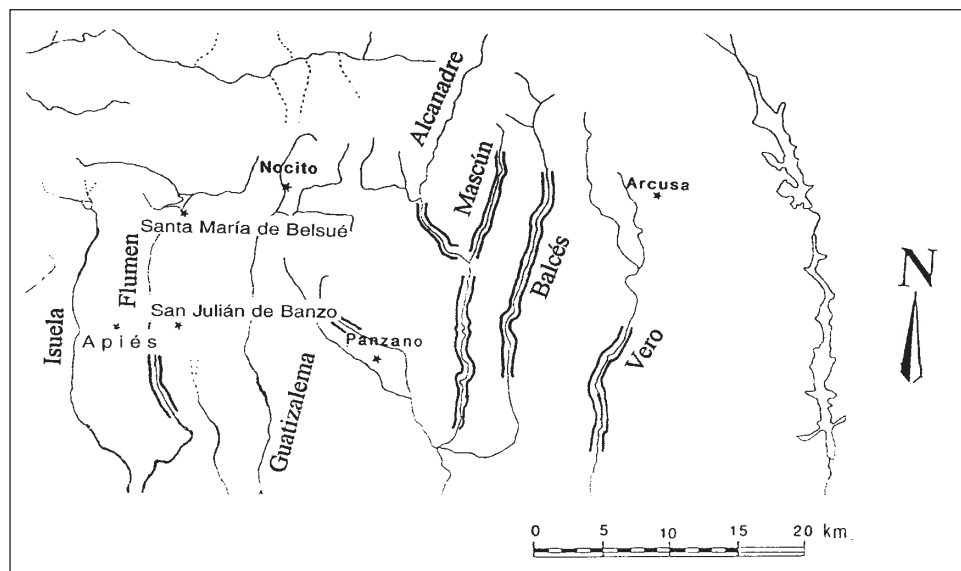 Alcanadre
Mascún
Nocito
Arcusa
Santa María de Belsué
Balcés
Flumen
San Julián de Banzo
Isuela
Apiés
Panzano
Vero
Guatizalema
N
0 5 10 15 20 km.